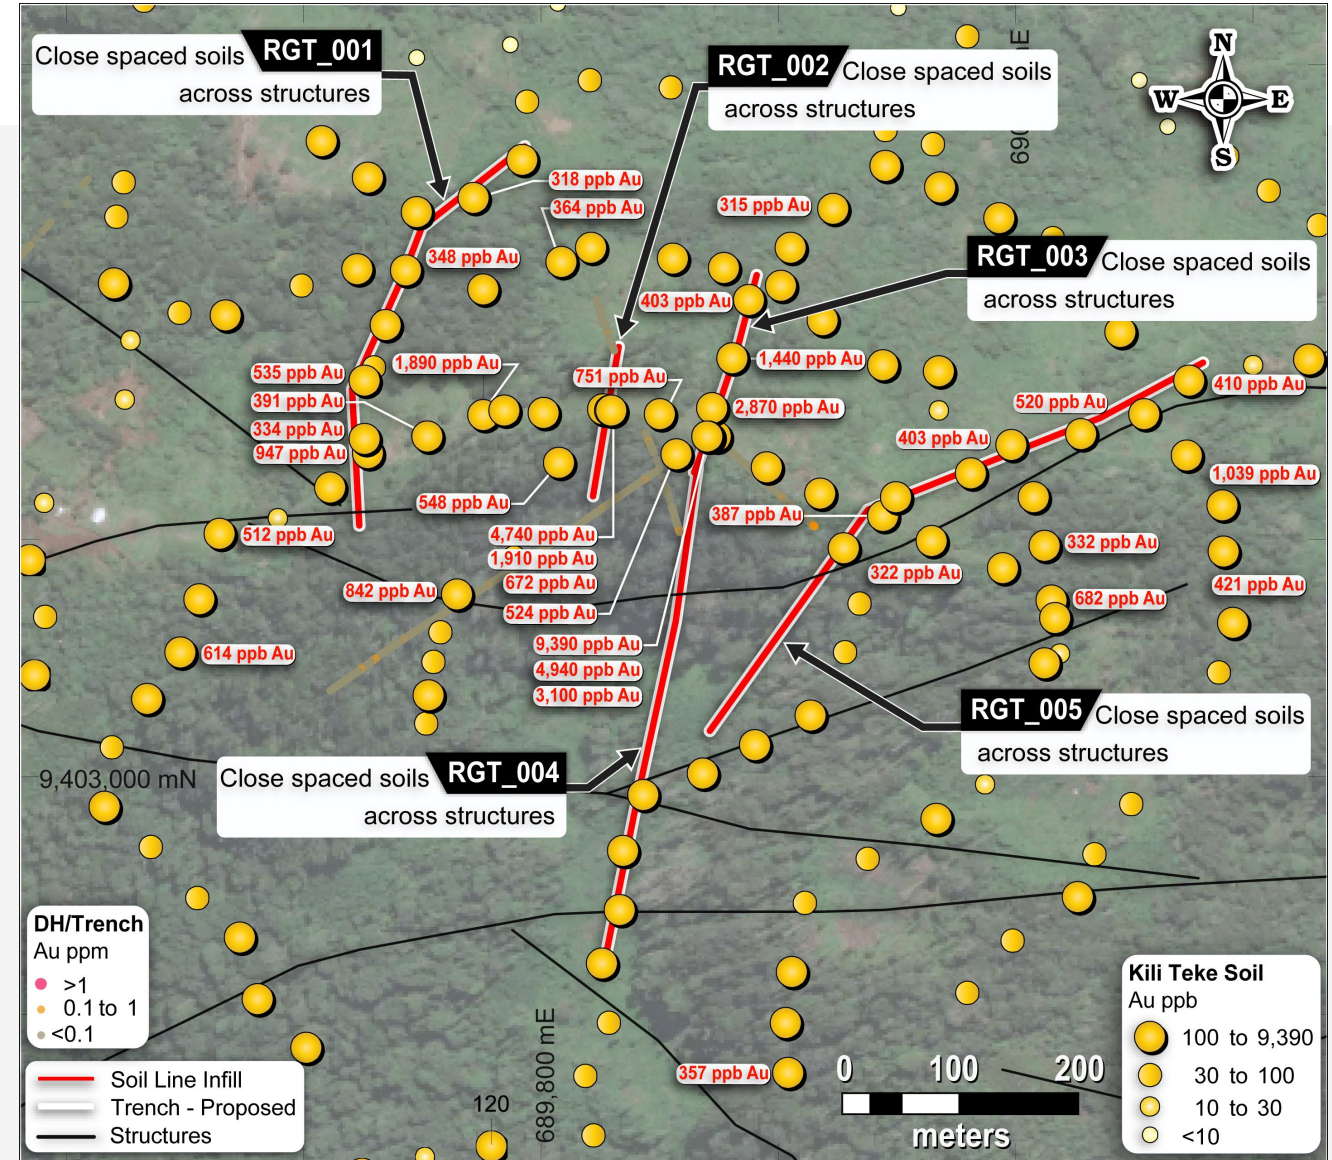 RGT_001
Close spaced soils
across structures
RGT_002
Close spaced soils
across structures
N
W E
S
318 ppb Au
364 ppb Au
315 ppb Au
348 ppb Au
RGT_003
Close spaced soils
across structures
403 ppb Au
535 ppb Au
1,890 ppb Au
751 ppb Au
1,440 ppb Au
391 ppb Au
2,870 ppb Au
520 ppb Au
410 ppb Au
334 ppb Au
947 ppb Au
403 ppb Au
1,039 ppb Au
548 ppb Au
387 ppb Au
512 ppb Au
4,740 ppb Au
1,910 ppb Au
672 ppb Au
524 ppb Au
332 ppb Au
322 ppb Au
421 ppb Au
842 ppb Au
682 ppb Au
614 ppb Au
9,390 ppb Au
4,940 ppb Au
3,100 ppb Au
RGT_005
Close spaced soils
across structures
9,403,000 mN
Close spaced soils
RGT_004
across structures
DH/Trench
Au ppm
>1
0.1 to 1
<0.1
Soil Line Infill
Trench - Proposed
Structures
120
689,800 mE
357 ppb Au
0 100 200
meters
Kili Teke Soil
Au ppb
100 to 9,390
30 to 100
10 to 30
<10